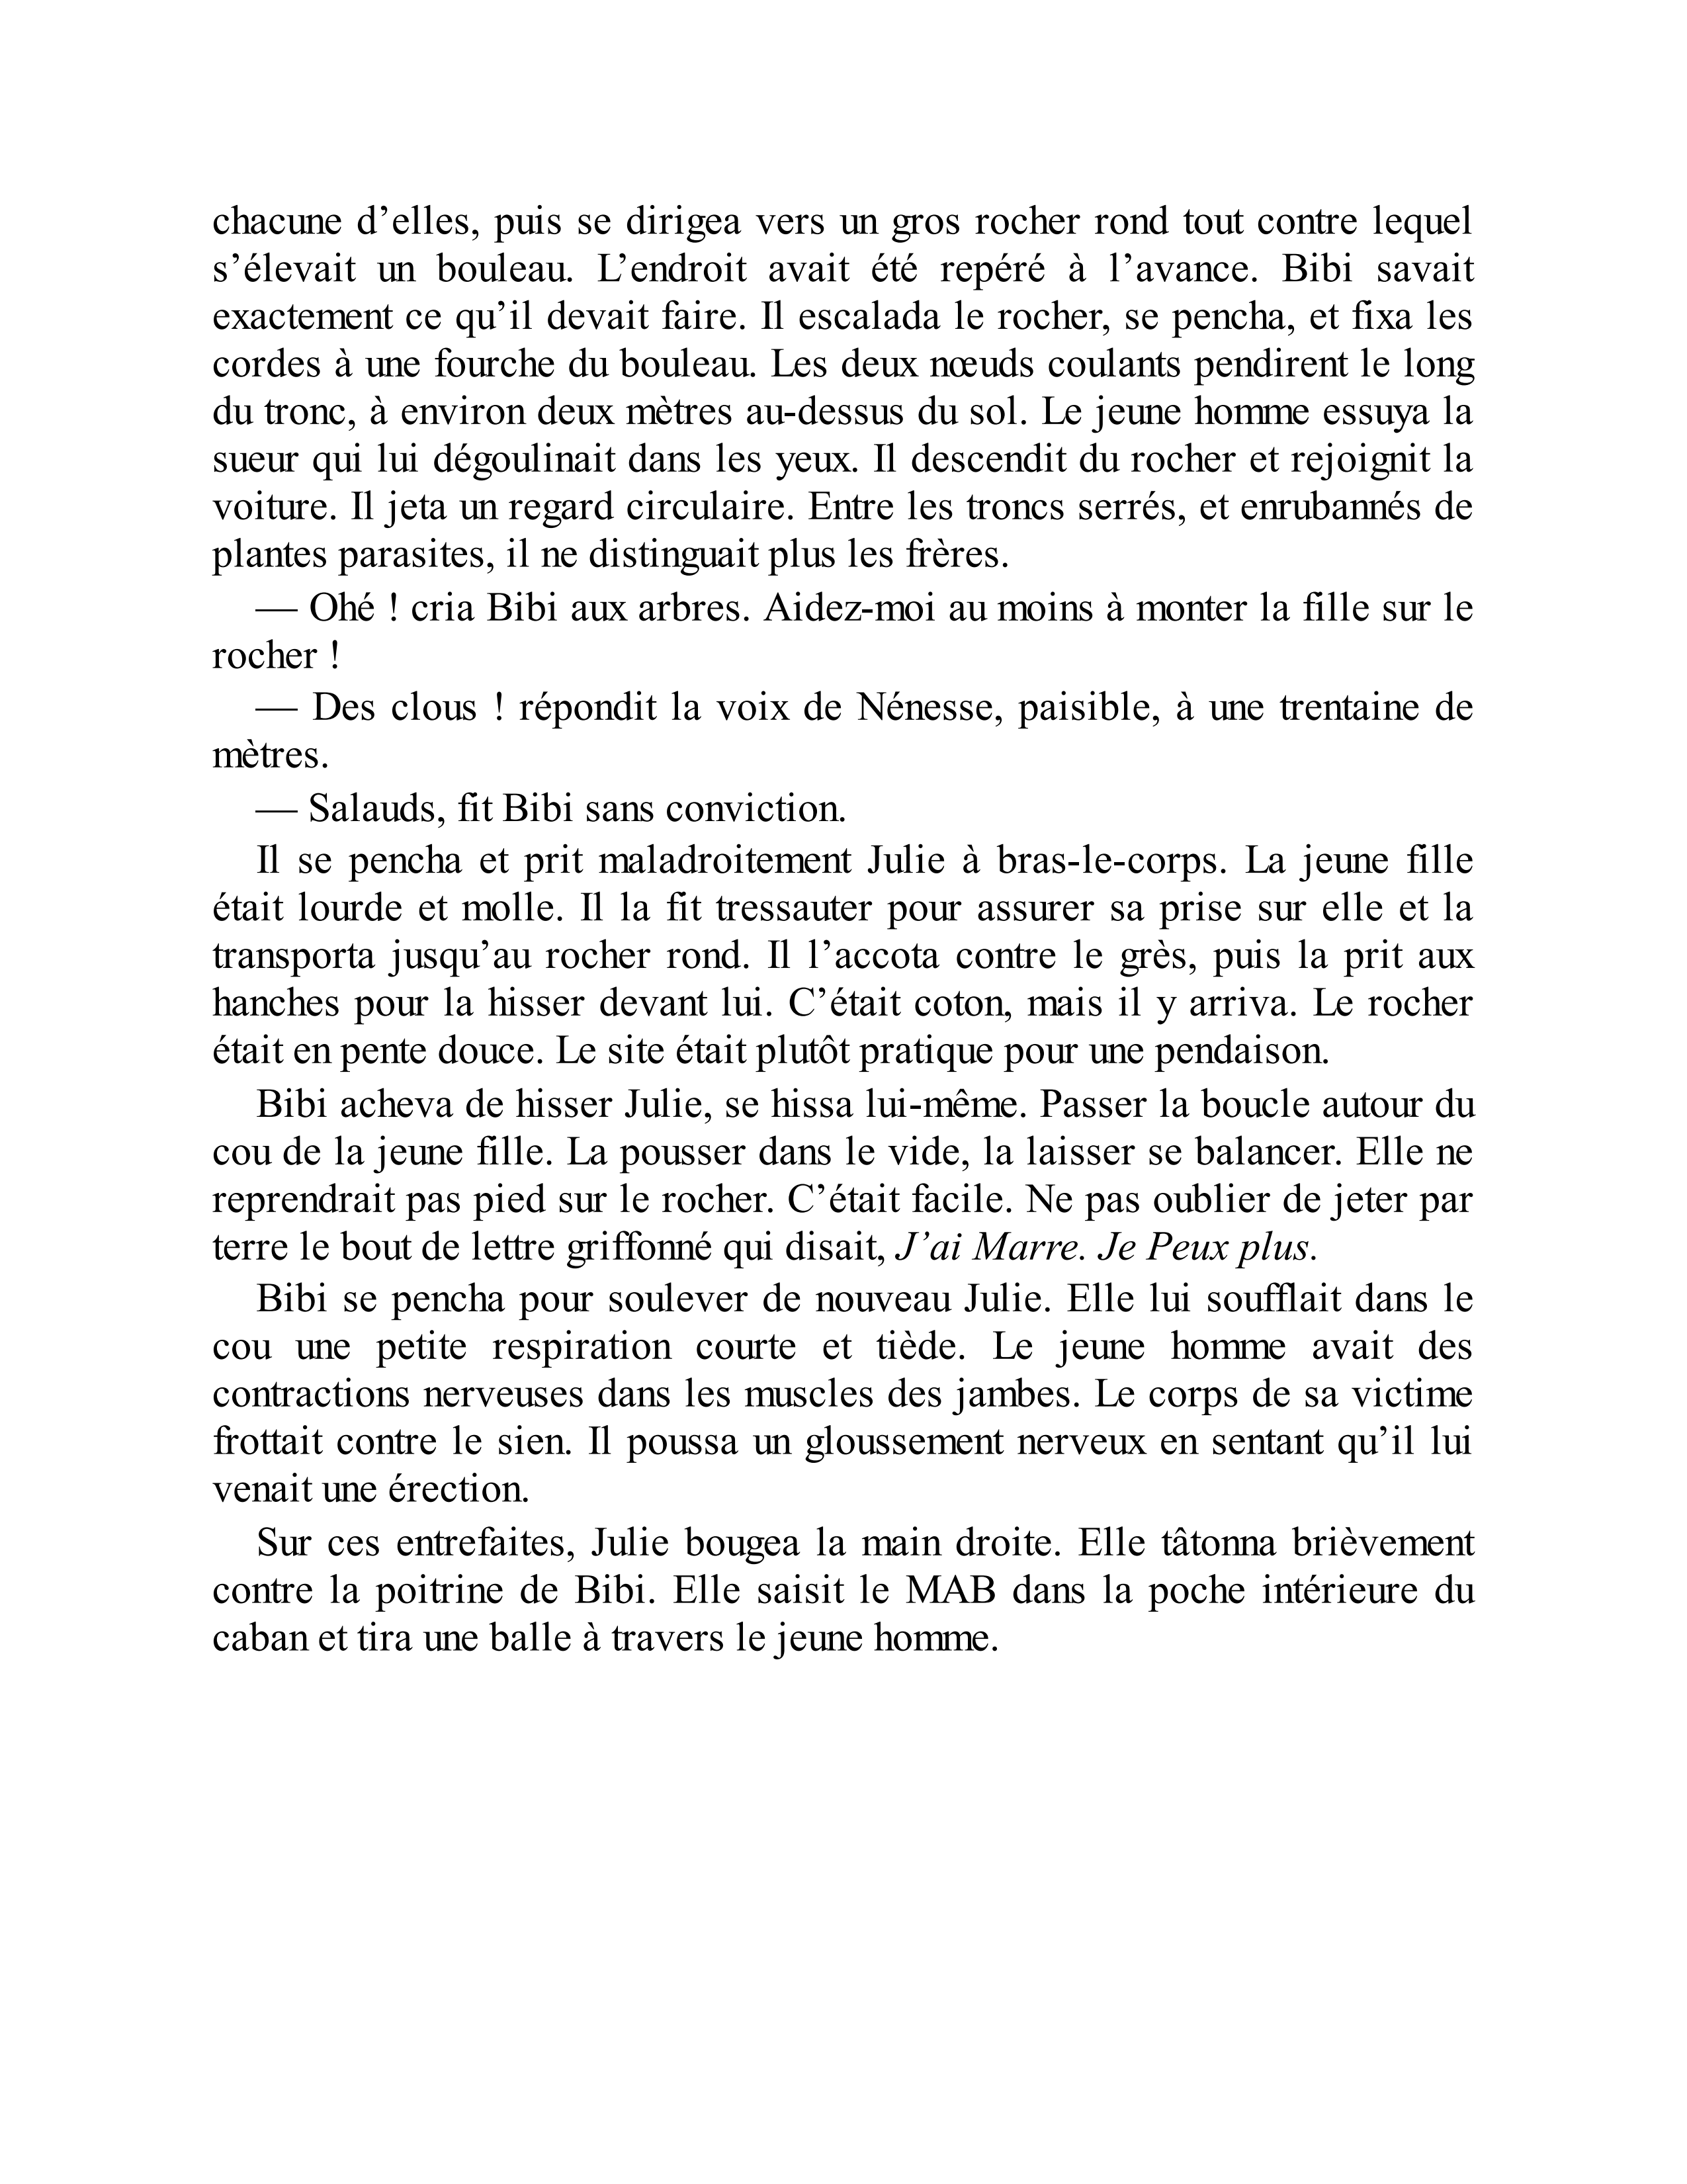 chacune d’elles, puis se dirigea vers un gros rocher rond tout contre lequel
s’élevait un bouleau. L’endroit avait été repéré à l’avance. Bibi savait
exactement ce qu’il devait faire. Il escalada le rocher, se pencha, et fixa les
cordes à une fourche du bouleau. Les deux nœuds coulants pendirent le long
du tronc, à environ deux mètres au-dessus du sol. Le jeune homme essuya la
sueur qui lui dégoulinait dans les yeux. Il descendit du rocher et rejoignit la
voiture. Il jeta un regard circulaire. Entre les troncs serrés, et enrubannés de
plantes parasites, il ne distinguait plus les frères.
— Ohé ! cria Bibi aux arbres. Aidez-moi au moins à monter la fille sur le
rocher !
— Des clous ! répondit la voix de Nénesse, paisible, à une trentaine de
mètres.
— Salauds, fit Bibi sans conviction.
Il se pencha et prit maladroitement Julie à bras-le-corps. La jeune fille
était lourde et molle. Il la fit tressauter pour assurer sa prise sur elle et la
transporta jusqu’au rocher rond. Il l’accota contre le grès, puis la prit aux
hanches pour la hisser devant lui. C’était coton, mais il y arriva. Le rocher
était en pente douce. Le site était plutôt pratique pour une pendaison.
Bibi acheva de hisser Julie, se hissa lui-même. Passer la boucle autour du
cou de la jeune fille. La pousser dans le vide, la laisser se balancer. Elle ne
reprendrait pas pied sur le rocher. C’était facile. Ne pas oublier de jeter par
terre le bout de lettre griffonné qui disait, J’ai Marre. Je Peux plus.
Bibi se pencha pour soulever de nouveau Julie. Elle lui soufflait dans le
cou une petite respiration courte et tiède. Le jeune homme avait des
contractions nerveuses dans les muscles des jambes. Le corps de sa victime
frottait contre le sien. Il poussa un gloussement nerveux en sentant qu’il lui
venait une érection.
Sur ces entrefaites, Julie bougea la main droite. Elle tâtonna brièvement
contre la poitrine de Bibi. Elle saisit le MAB dans la poche intérieure du
caban et tira une balle à travers le jeune homme.